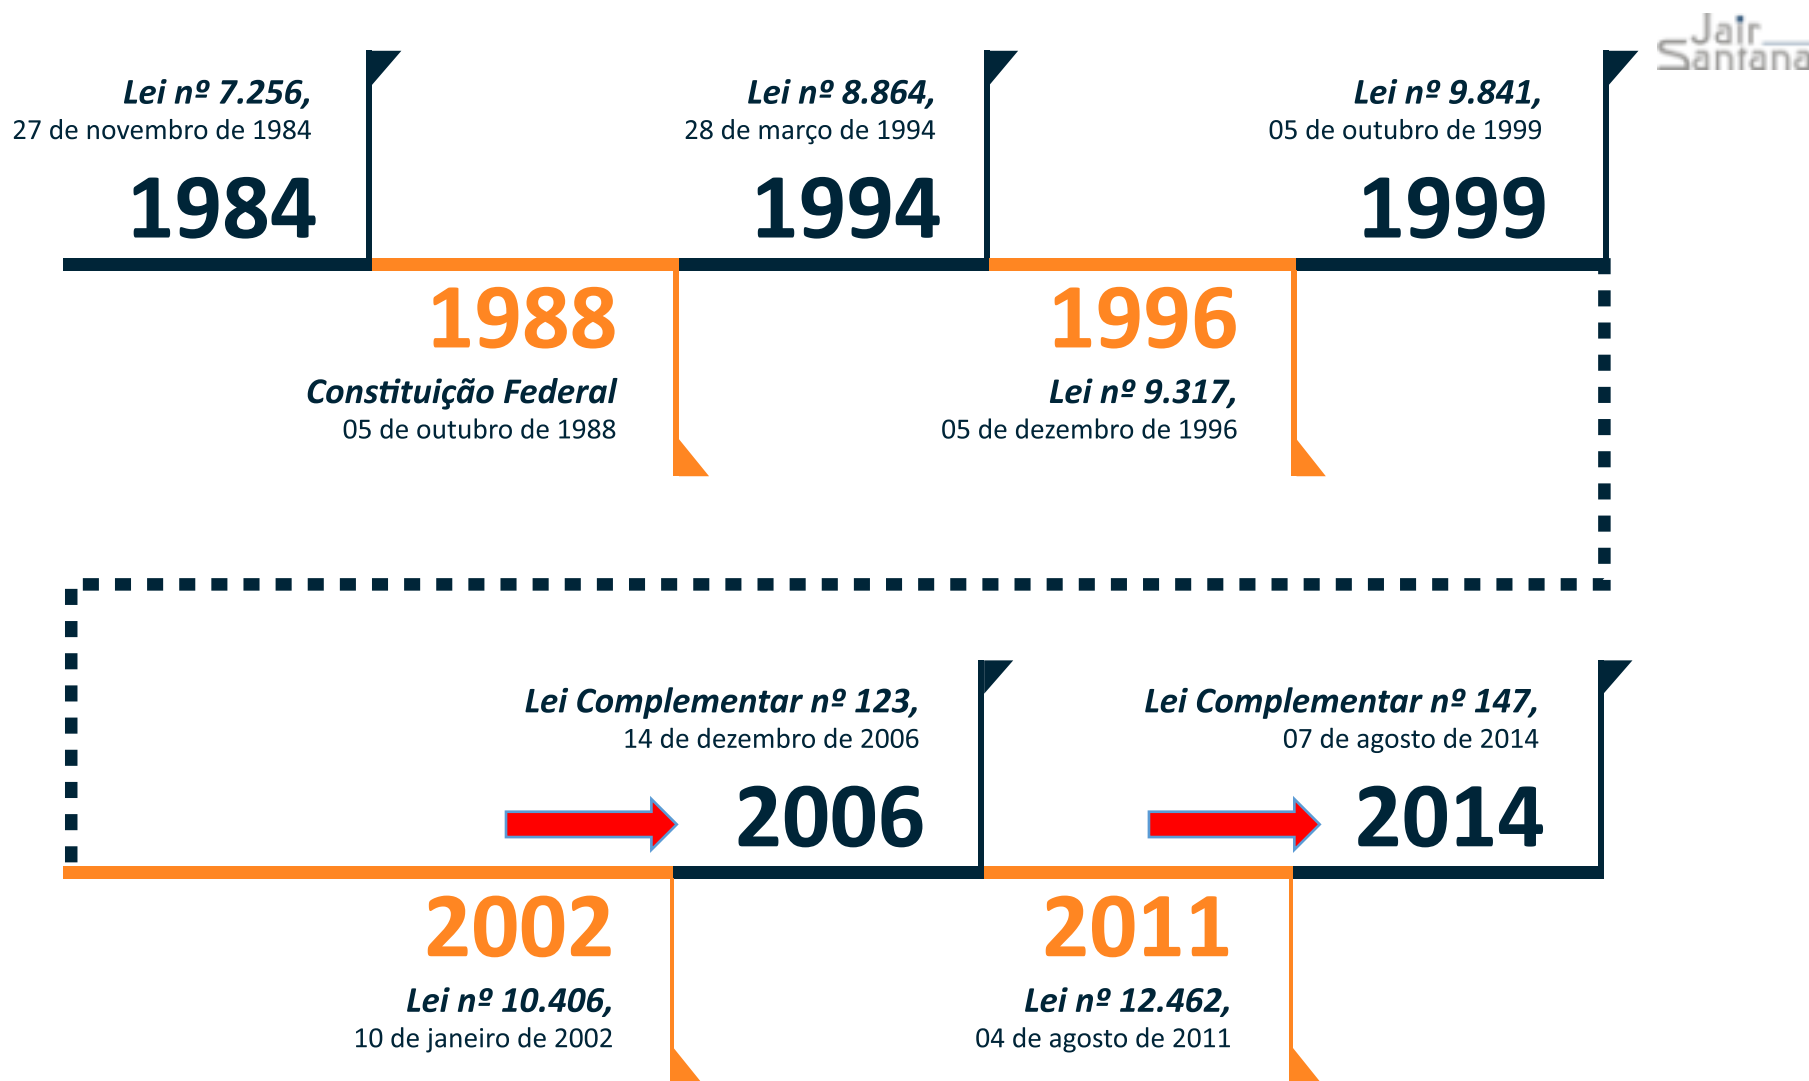 Jair
Santana
Lei nº 7.256,
27 de novembro de 1984
1984
Lei nº 8.864,
28 de março de 1994
1994
Lei nº 9.841,
05 de outubro de 1999
1999
1988
Constituição Federal
05 de outubro de 1988
1996
Lei nº 9.317,
05 de dezembro de 1996
Lei Complementar nº 123,
14 de dezembro de 2006
2006
Lei Complementar nº 147,
07 de agosto de 2014
2014
2002
Lei nº 10.406,
10 de janeiro de 2002
2011
Lei nº 12.462,
04 de agosto de 2011